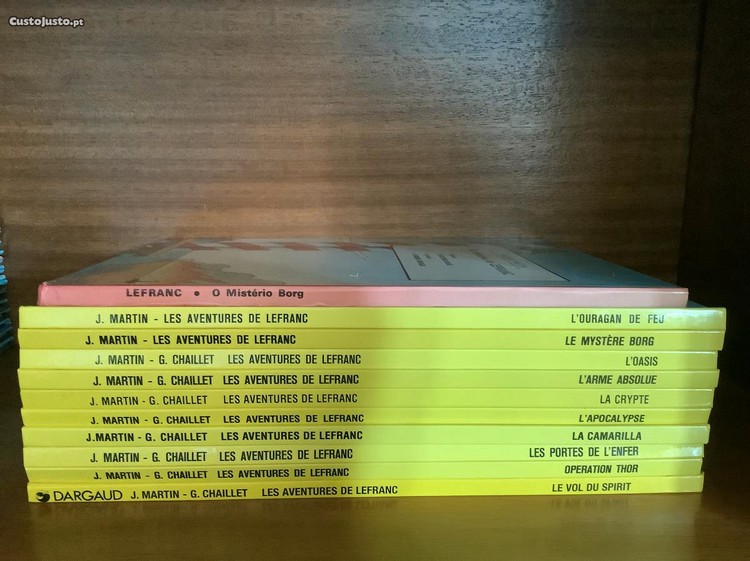 CustoJusto.pt
LEFRANC • O Mistério Borg
J. MARTIN - LES AVENTURES DE LEFRANC L'OURAGAN DE FEU
J. MARTIN - LES AVENTURES DE LEFRANC LE MYSTÈRE BORG
J. MARTIN - G. CHAILLET LES AVENTURES DE LEFRANC L'OASIS
J. MARTIN - G. CHAILLET LES AVENTURES DE LEFRANC L'ARME ABSOLUE
J. MARTIN - G. CHAILLET LES AVENTURES DE LEFRANC LA CRYPTE
J. MARTIN - G. CHAILLET LES AVENTURES DE LEFRANC L'APOCALYPSE
J.MARTIN - G. CHAILLET LES AVENTURES DE LEFRANC LA CAMARILLA
J. MARTIN - G. CHAILLET LES AVENTURES DE LEFRANC LES PORTES DE L'ENFER
J. MARTIN - G. CHAILLET LES AVENTURES DE LEFRANC OPERATION THOR
DARGAUD J. MARTIN - G. CHAILLET LES AVENTURES DE LEFRANC LE VOL DU SPIRIT